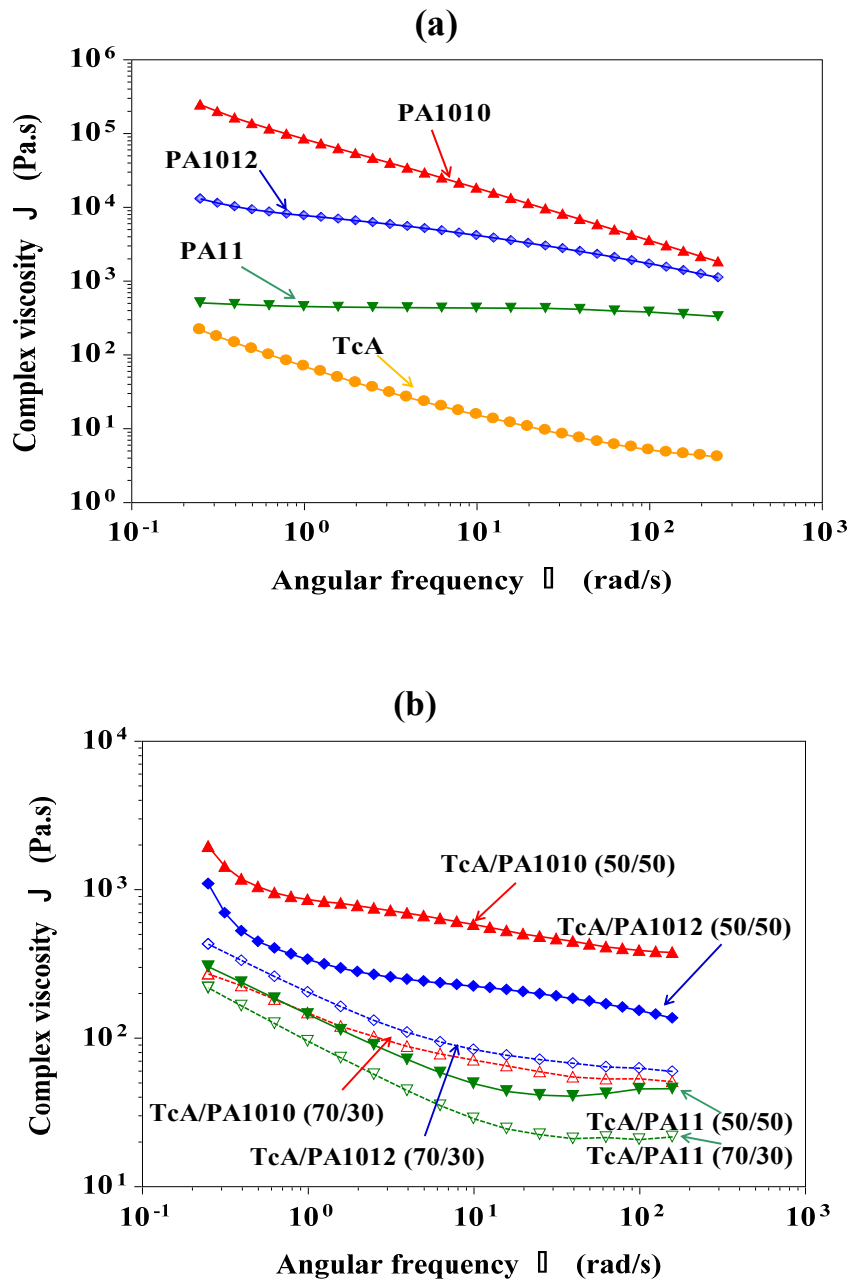 (a)
10⁶
10⁵
10⁴
10³
10²
10¹
10⁰
PA1010
PA1012
PA11
TcA
Complex viscosity J (Pa.s)
10⁻¹ 10⁰ 10¹ 10² 10³
Angular frequency ▯ (rad/s)
(b)
10⁴
10³
10²
10¹
TcA/PA1010 (50/50)
TcA/PA1012 (50/50)
TcA/PA1010 (70/30)
TcA/PA1012 (70/30)
TcA/PA11 (50/50)
TcA/PA11 (70/30)
Complex viscosity J (Pa.s)
10⁻¹ 10⁰ 10¹ 10² 10³
Angular frequency ▯ (rad/s)